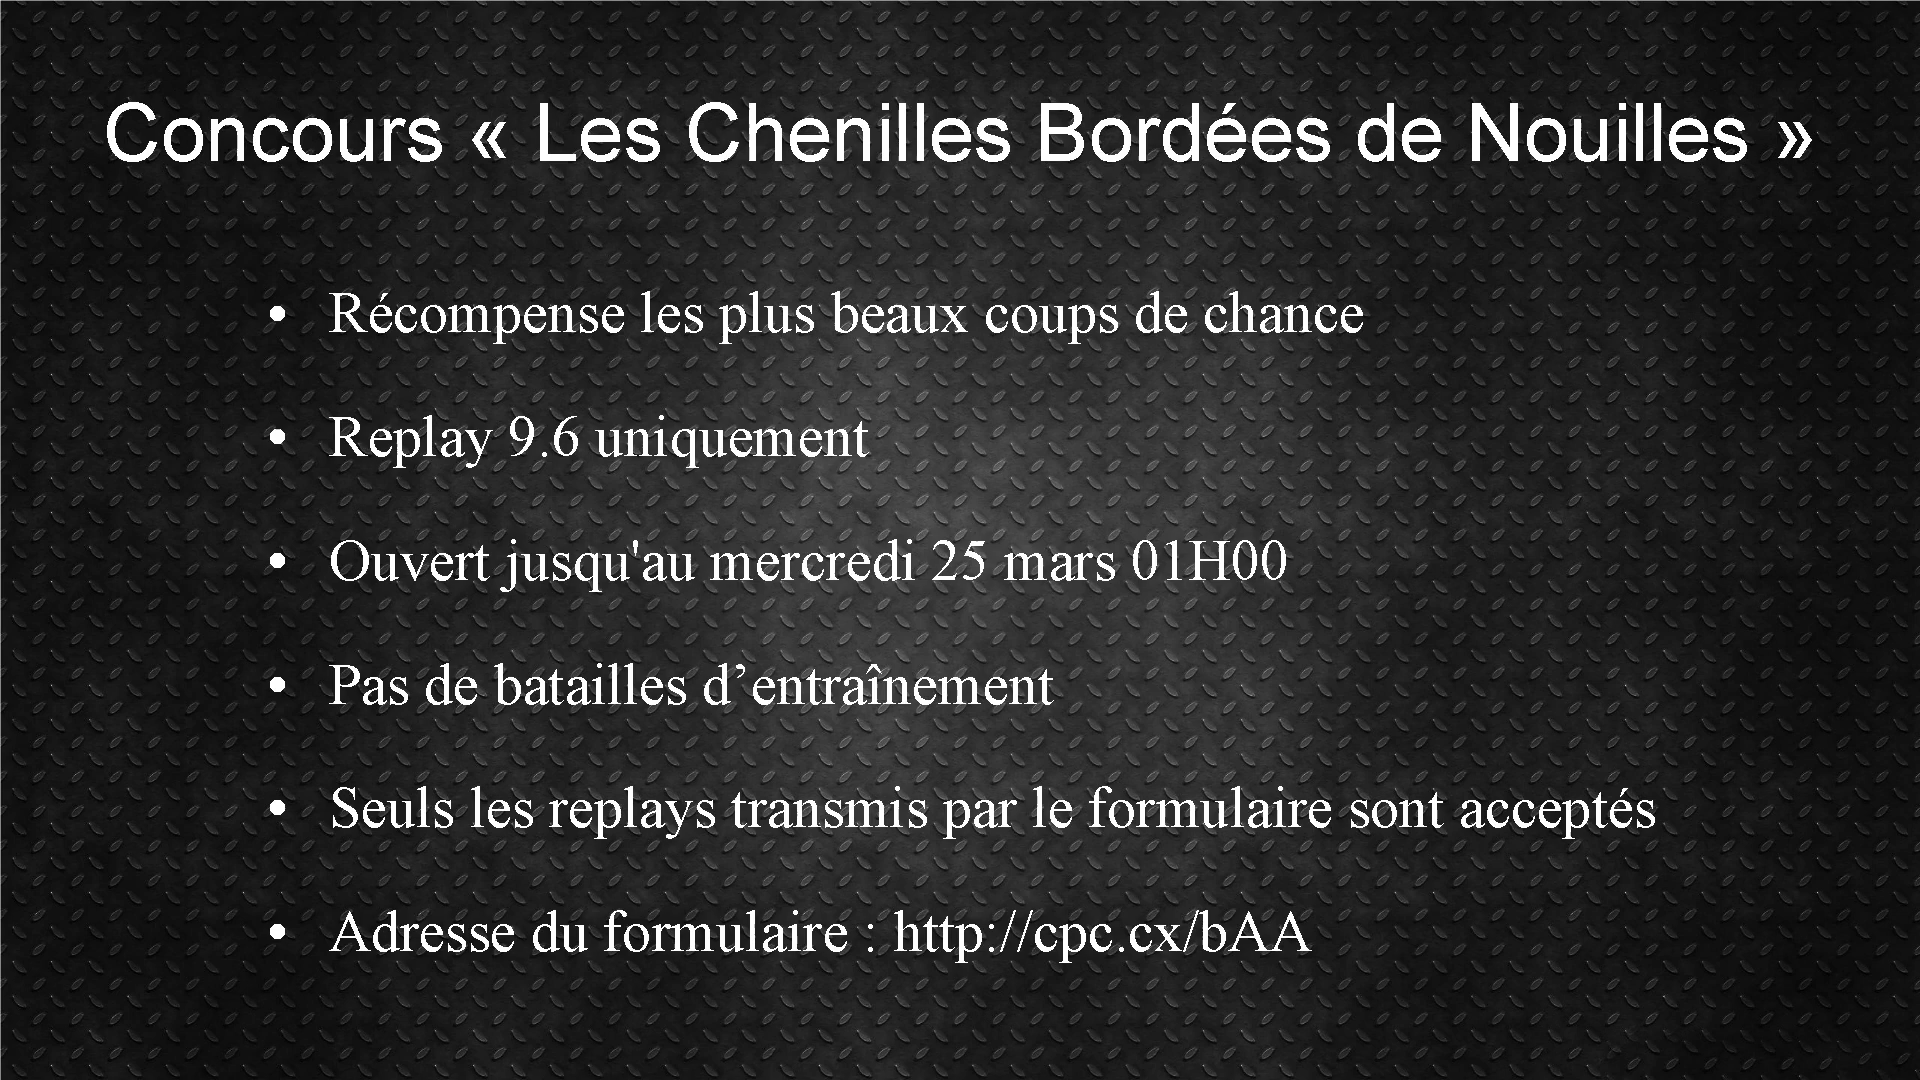 Concours « Les Chenilles Bordées de Nouilles »
• Récompense les plus beaux coups de chance
• Replay 9.6 uniquement
• Ouvert jusqu'au mercredi 25 mars 01H00
• Pas de batailles d’entraînement
• Seuls les replays transmis par le formulaire sont acceptés
• Adresse du formulaire : http://cpc.cx/bAA